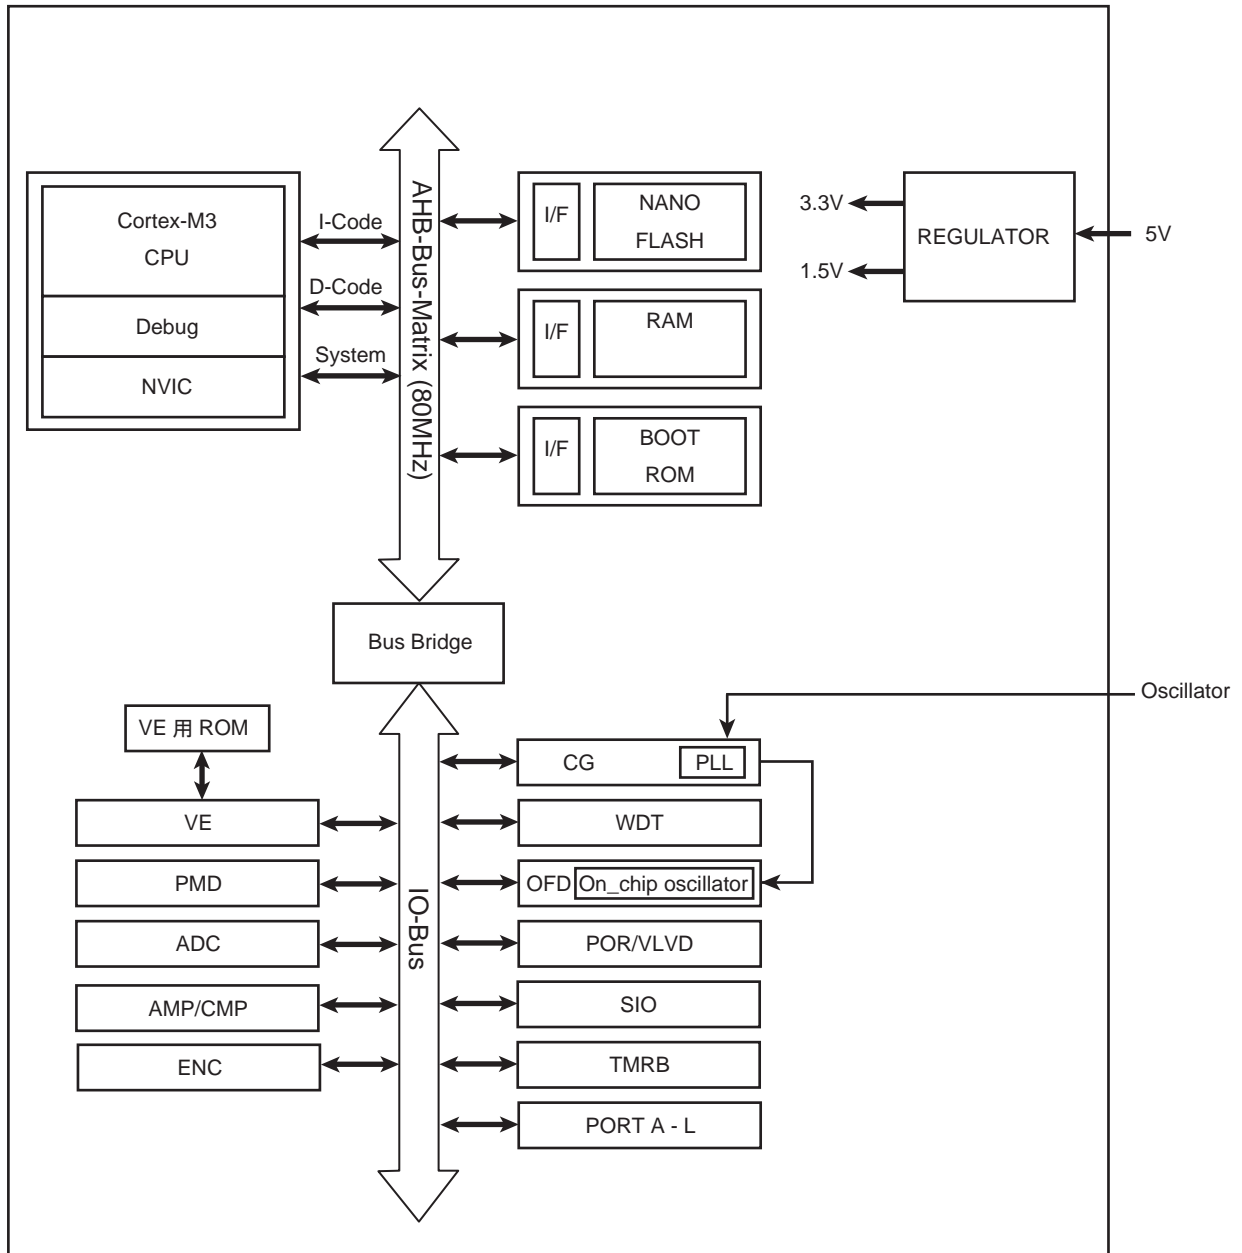 Cortex-M3
CPU
Debug
NVIC
I-Code
D-Code
System
AHB-Bus-Matrix (80MHz)
I/F
NANO
FLASH
I/F
RAM
I/F
BOOT
ROM
3.3V
1.5V
REGULATOR
5V
Bus Bridge
Oscillator
VE 用 ROM
VE
PMD
ADC
AMP/CMP
ENC
IO-Bus
CG
PLL
WDT
OFD
On_chip oscillator
POR/VLVD
SIO
TMRB
PORT A - L